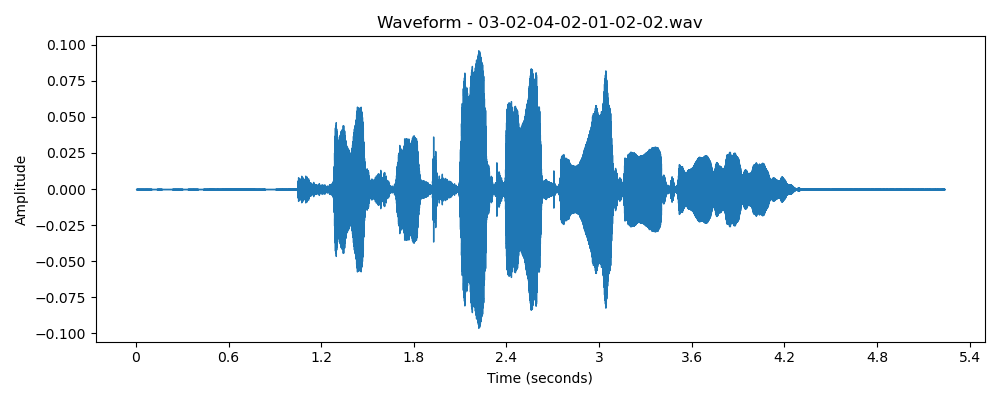 Waveform - 03-02-04-02-01-02-02.wav
0.100
0.075
0.050
0.025
0.000
−0.025
−0.050
−0.075
−0.100
Amplitude
0 0.6 1.2 1.8 2.4 3 3.6 4.2 4.8 5.4
Time (seconds)